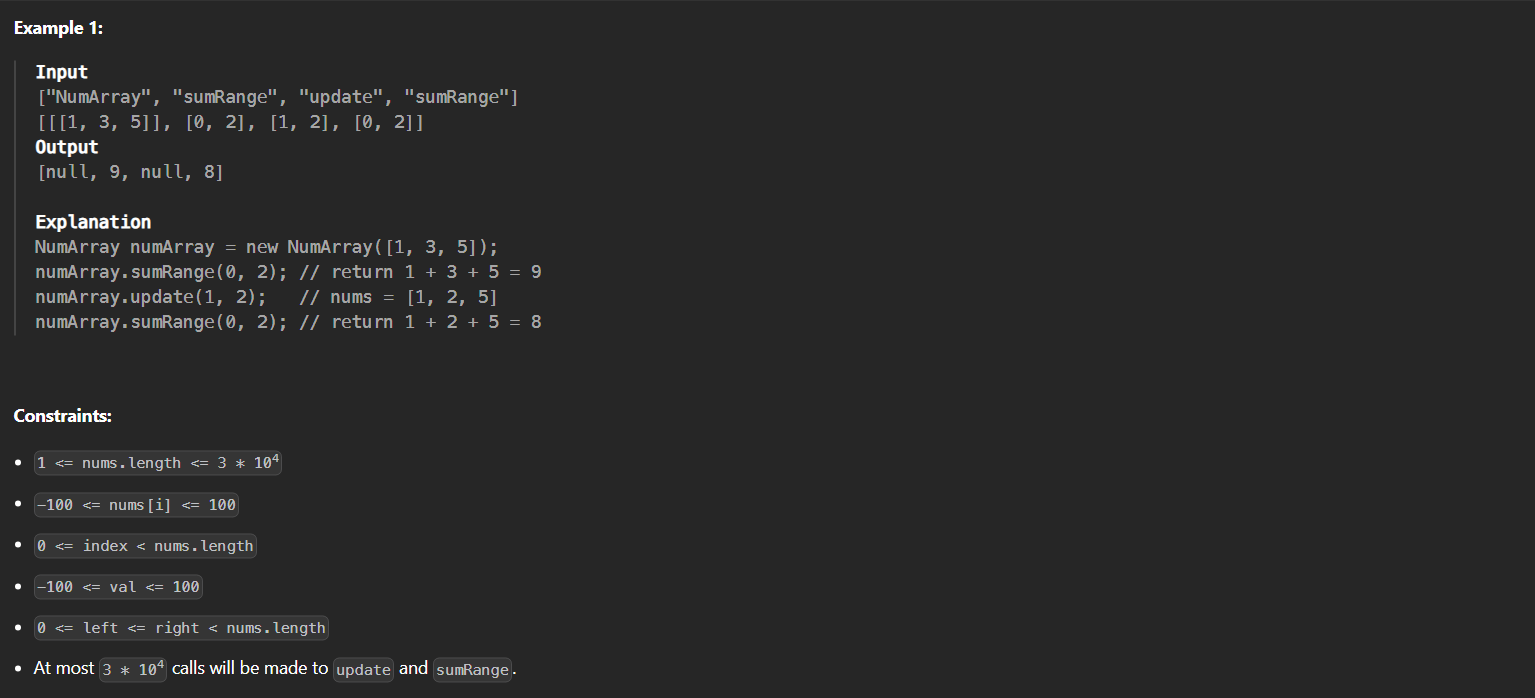 Example 1:
Input
["NumArray", "sumRange", "update", "sumRange"]
[[[1, 3, 5]], [0, 2], [1, 2], [0, 2]]
Output
[null, 9, null, 8]
Explanation
NumArray numArray = new NumArray([1, 3, 5]);
numArray.sumRange(0, 2); // return 1 + 3 + 5 = 9
numArray.update(1, 2);   // nums = [1, 2, 5]
numArray.sumRange(0, 2); // return 1 + 2 + 5 = 8
Constraints:
• 1 <= nums.length <= 3 * 10⁴
• -100 <= nums[i] <= 100
• 0 <= index < nums.length
• -100 <= val <= 100
• 0 <= left <= right < nums.length
• At most 3 * 10⁴ calls will be made to update and sumRange.